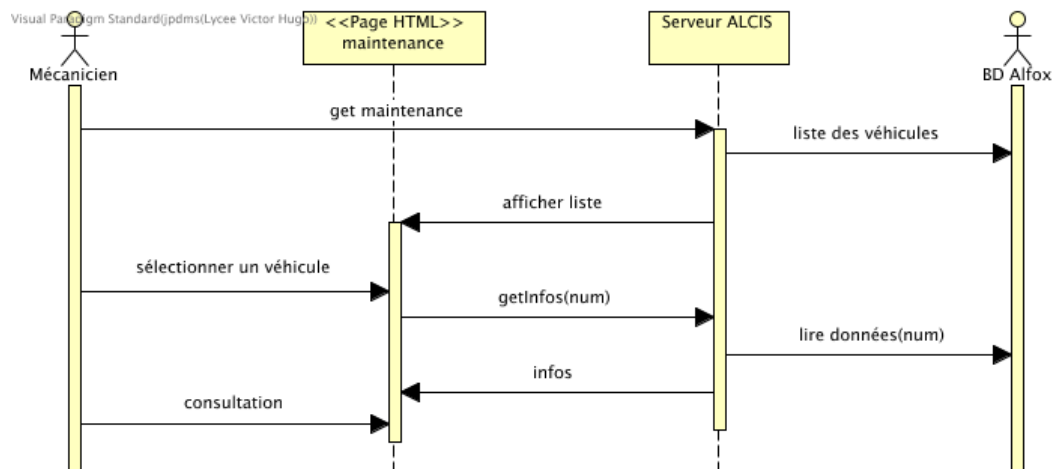 Visual Paradigm Standard(jpdms(Lycee Victor Hugo))
<<Page HTML>>
maintenance
Serveur ALCIS
Mécanicien
BD Alfox
get maintenance
liste des véhicules
afficher liste
sélectionner un véhicule
getInfos(num)
lire données(num)
infos
consultation